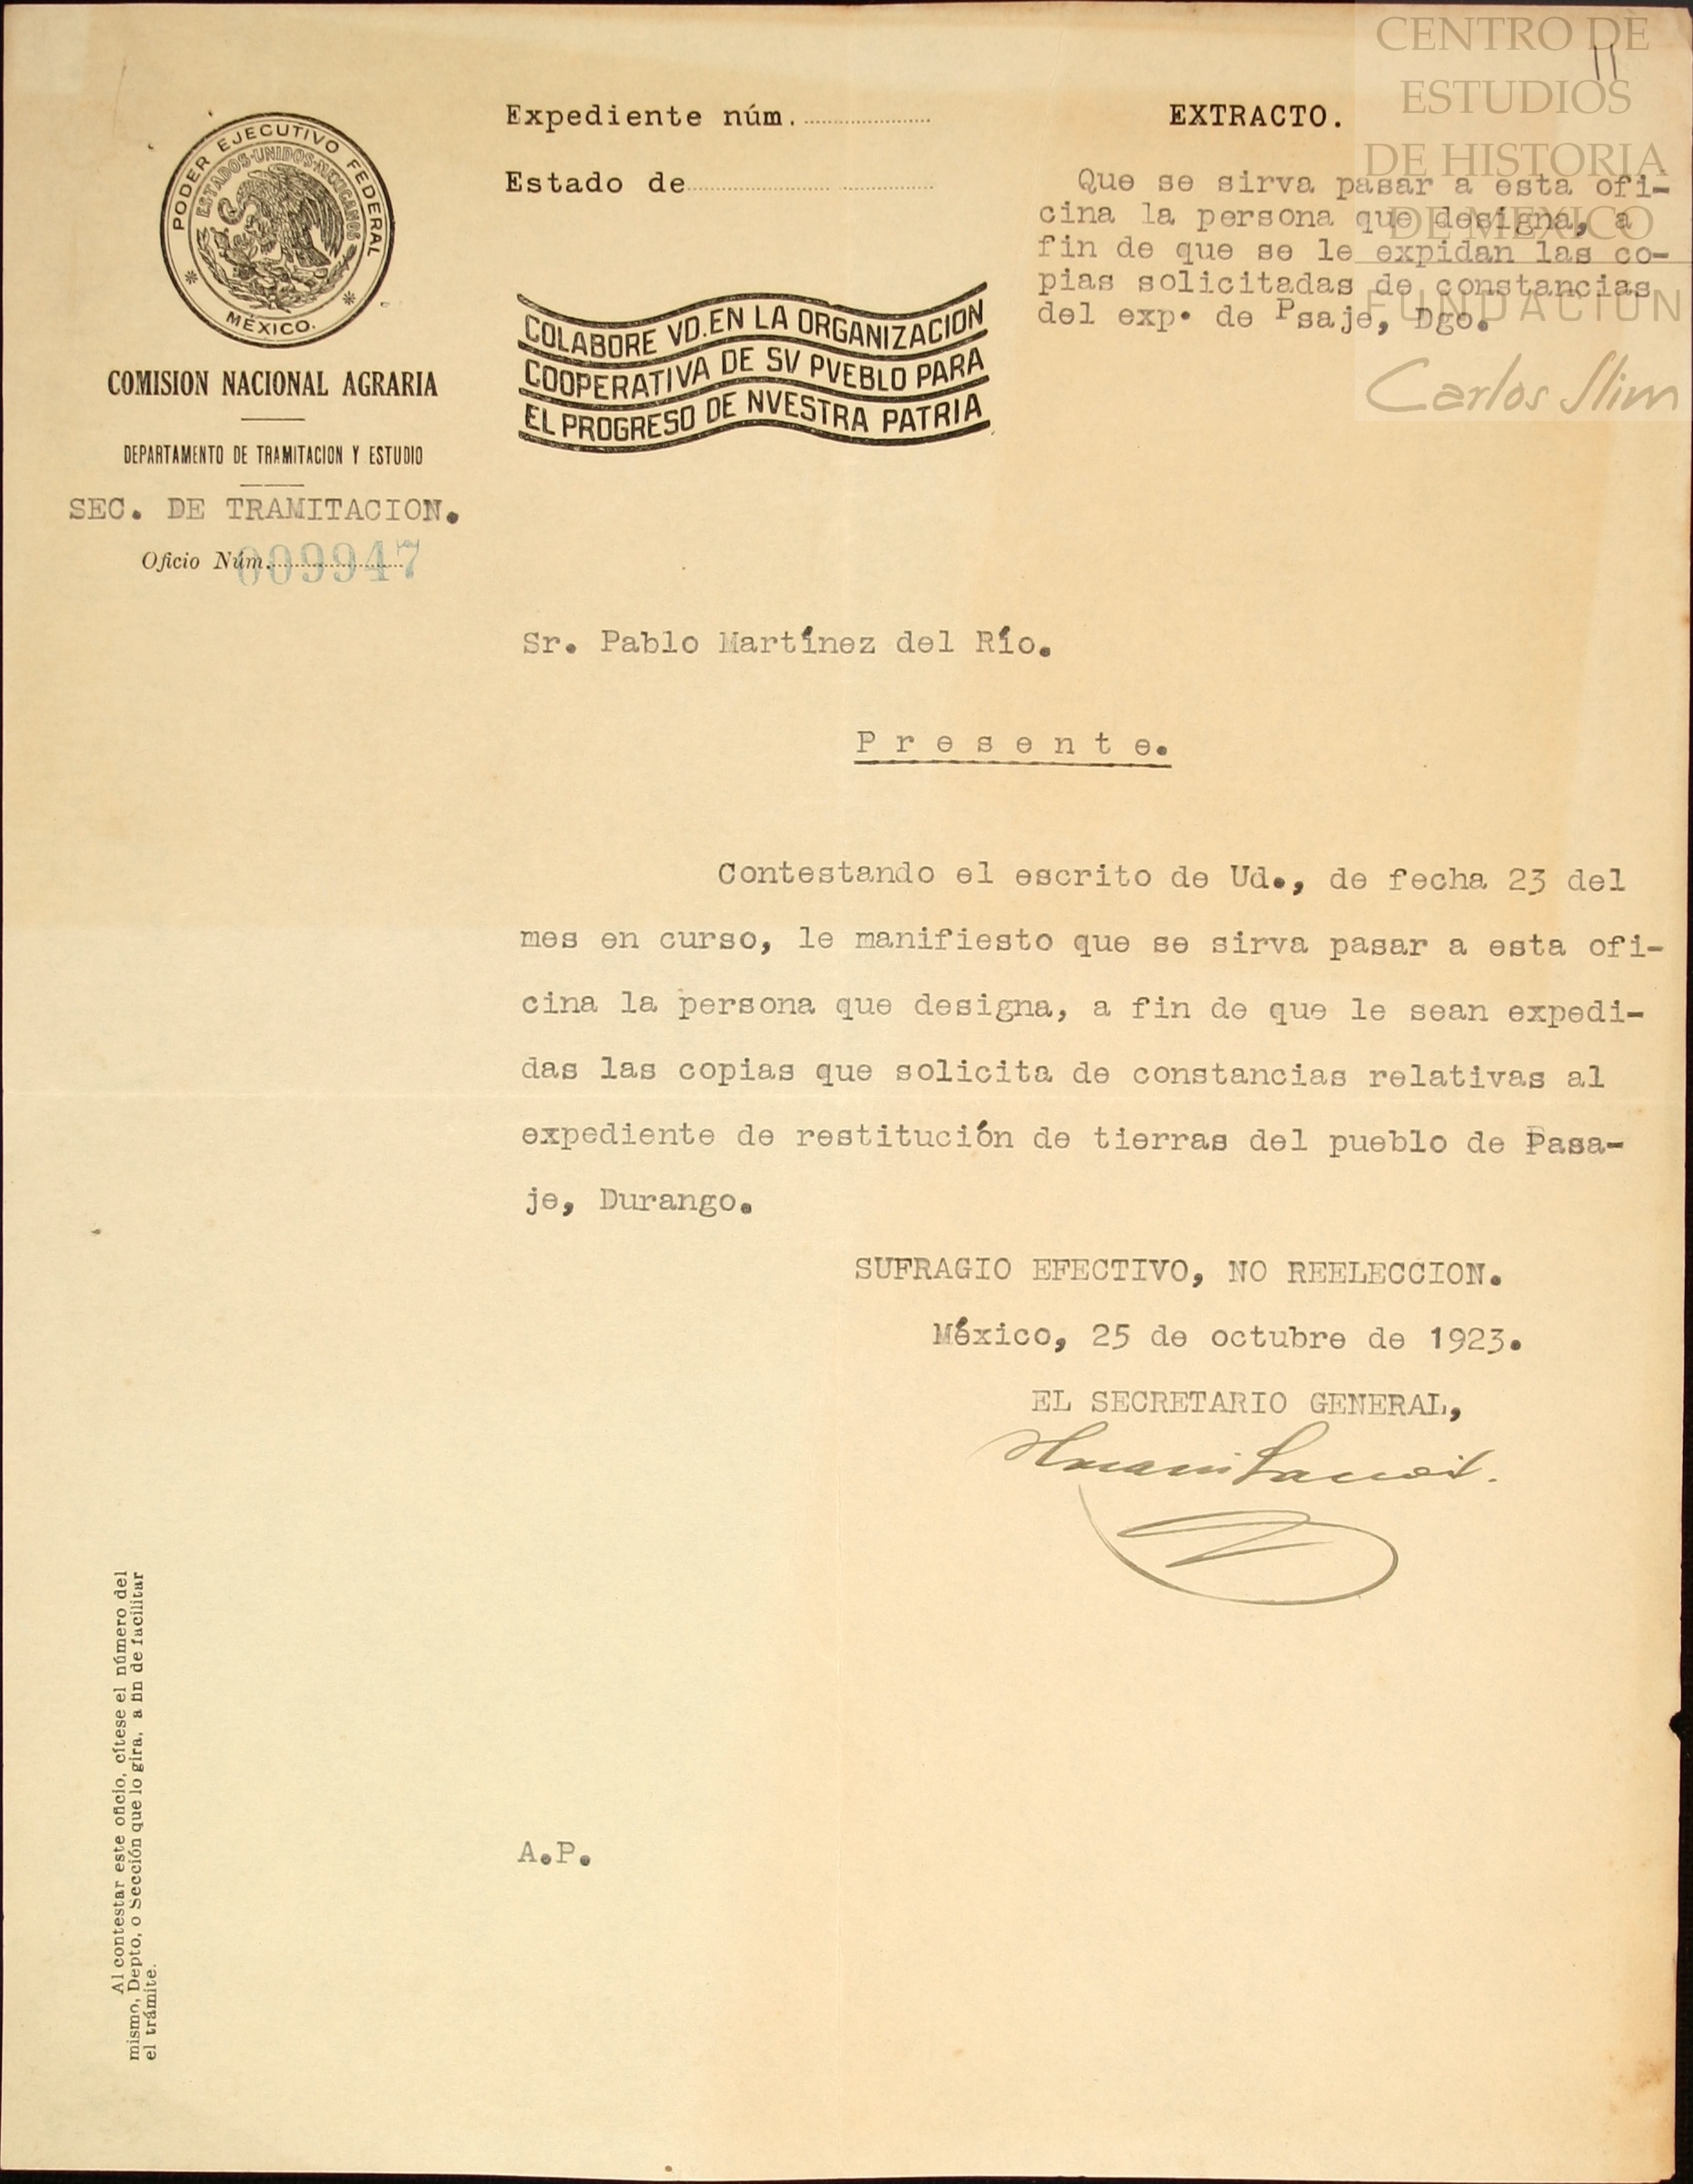 PODER EJECUTIVO FEDERAL
ESTADOS·UNIDOS·MEXICANOS
MÉXICO.
COMISION NACIONAL AGRARIA
DEPARTAMENTO DE TRAMITACION Y ESTUDIO
SEC. DE TRAMITACION.
Oficio Núm. 009947
Expediente núm.
Estado de
COLABORE VD. EN LA ORGANIZACION
COOPERATIVA DE SV PVEBLO PARA
EL PROGRESO DE NVESTRA PATRIA
11
EXTRACTO.
Que se sirva pasar a esta ofi-
cina la persona que designa, a
fin de que se le expidan las co-
pias solicitadas de constancias
del exp. de Psaje, Dgo.
CENTRO DE
ESTUDIOS
DE HISTORIA
DE MEXICO
FUNDACION
Carlos Slim
Sr. Pablo Martínez del Río.
Presente.
Contestando el escrito de Ud., de fecha 23 del
mes en curso, le manifiesto que se sirva pasar a esta ofi-
cina la persona que designa, a fin de que le sean expedi-
das las copias que solicita de constancias relativas al
expediente de restitución de tierras del pueblo de Pasa-
je, Durango.
SUFRAGIO EFECTIVO, NO REELECCION.
México, 25 de octubre de 1923.
EL SECRETARIO GENERAL,
A.P.
Al contestar este oficio, cítese el número del
mismo, Depto, o Sección que lo gira, a fin de facilitar
el trámite.